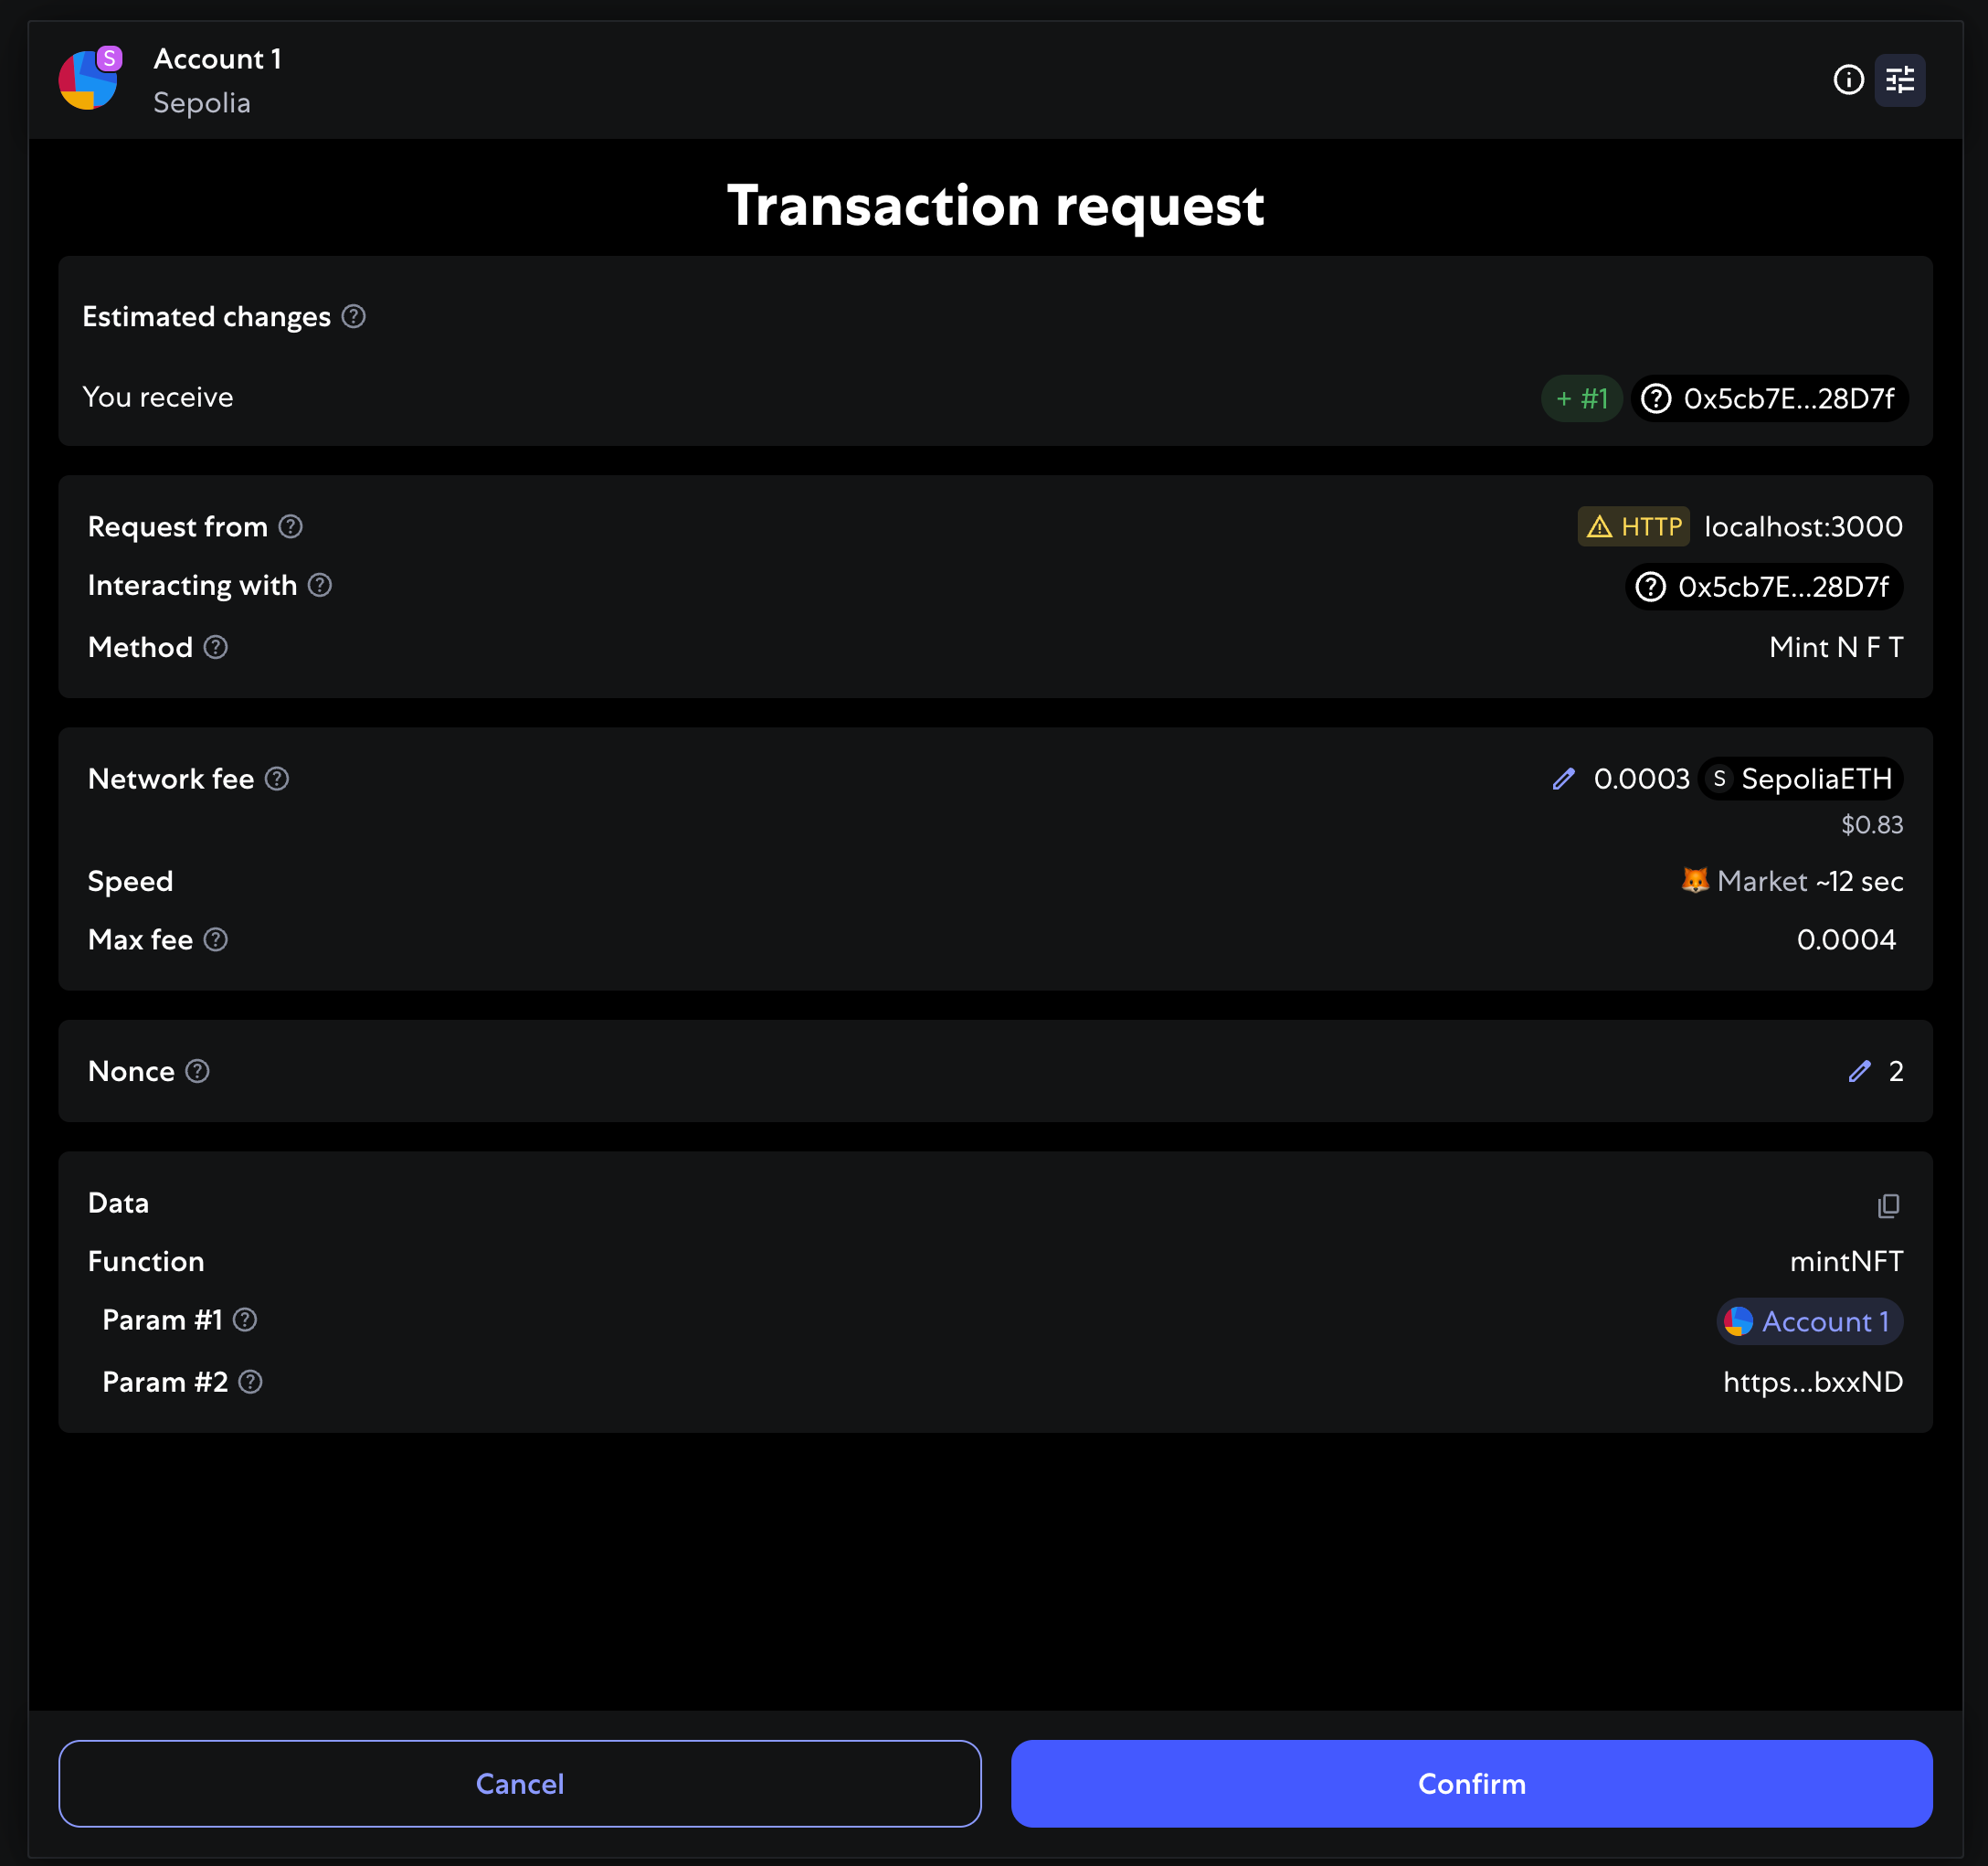 S
Account 1
Sepolia
Transaction request
Estimated changes
You receive + #1 0x5cb7E...28D7f
Request from HTTP localhost:3000
Interacting with 0x5cb7E...28D7f
Method Mint N F T
Network fee 0.0003 S SepoliaETH
$0.83
Speed 🦊 Market ~12 sec
Max fee 0.0004
Nonce 2
Data
Function mintNFT
Param #1 Account 1
Param #2 https...bxxND
Cancel Confirm